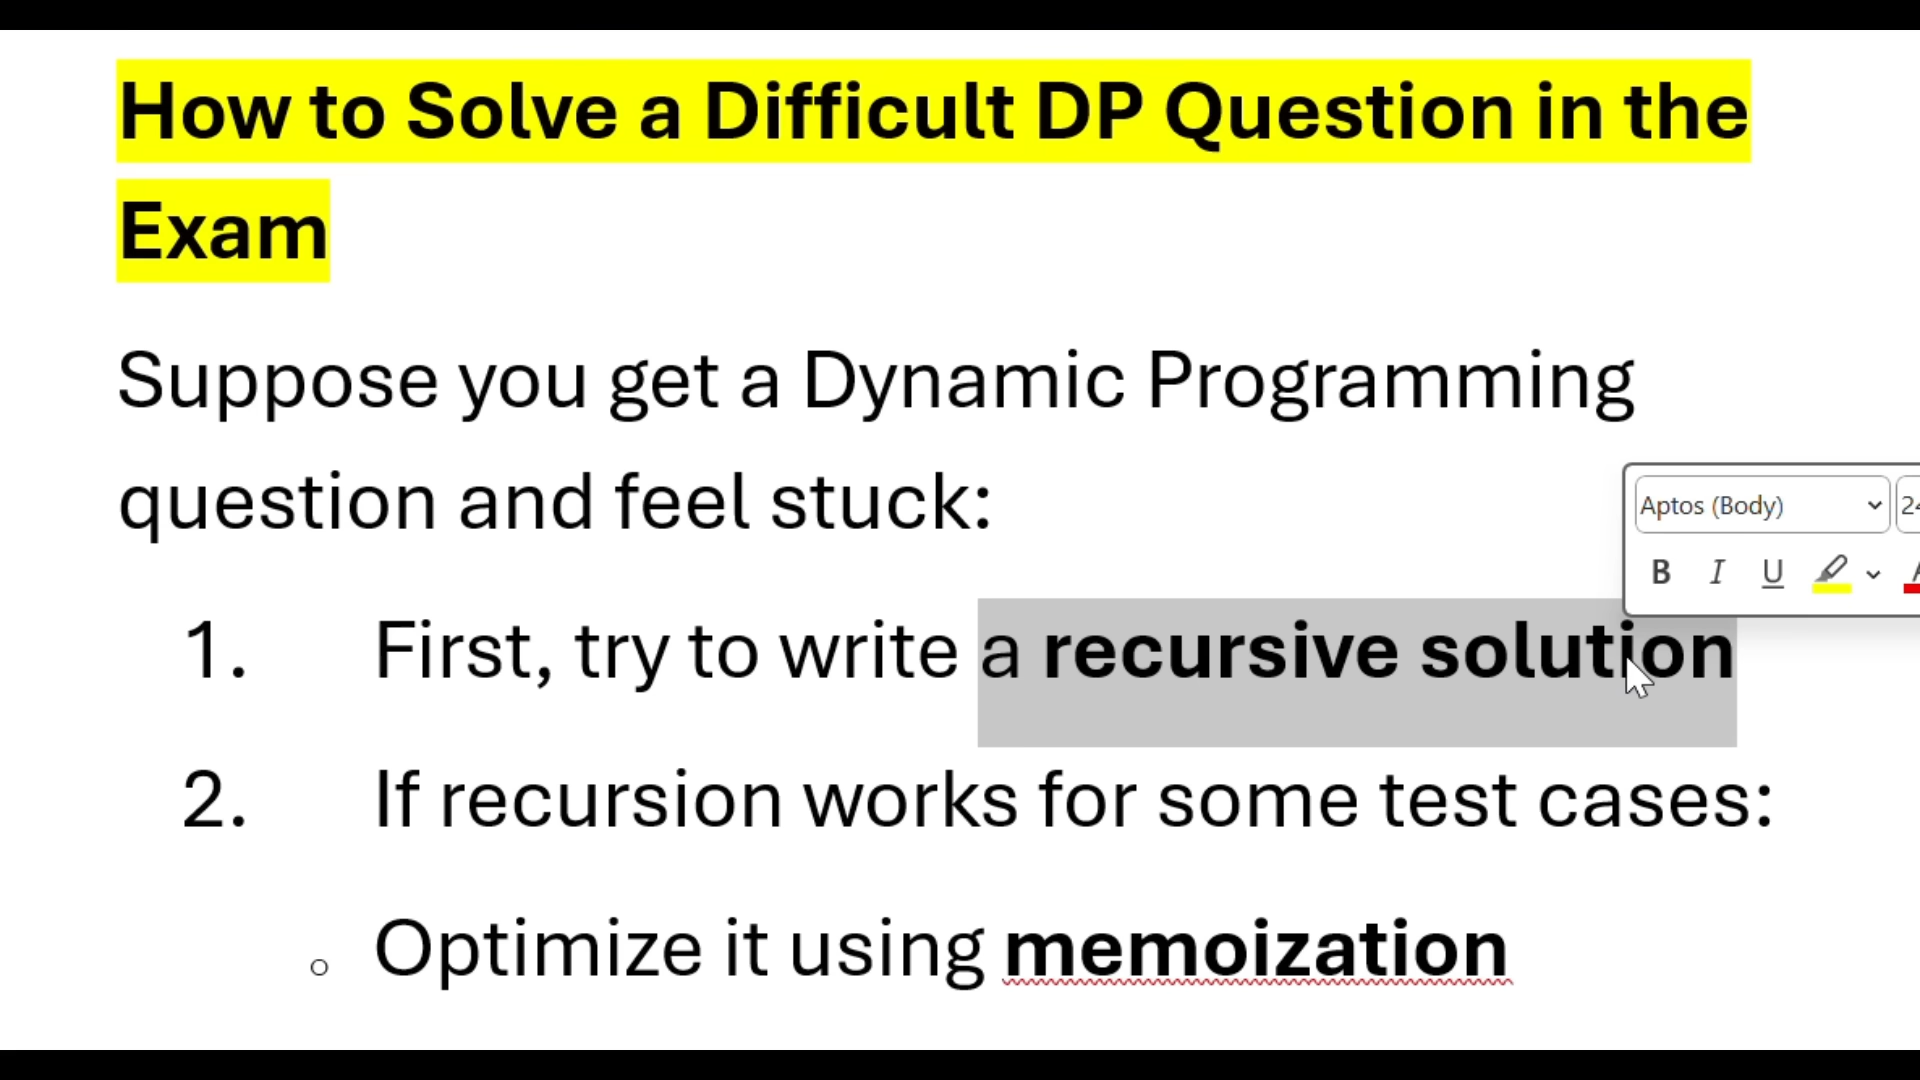 How to Solve a Difficult DP Question in the
Exam
Suppose you get a Dynamic Programming
question and feel stuck:
Aptos (Body)
B I U
1. First, try to write a recursive solution
2. If recursion works for some test cases:
○ Optimize it using memoization